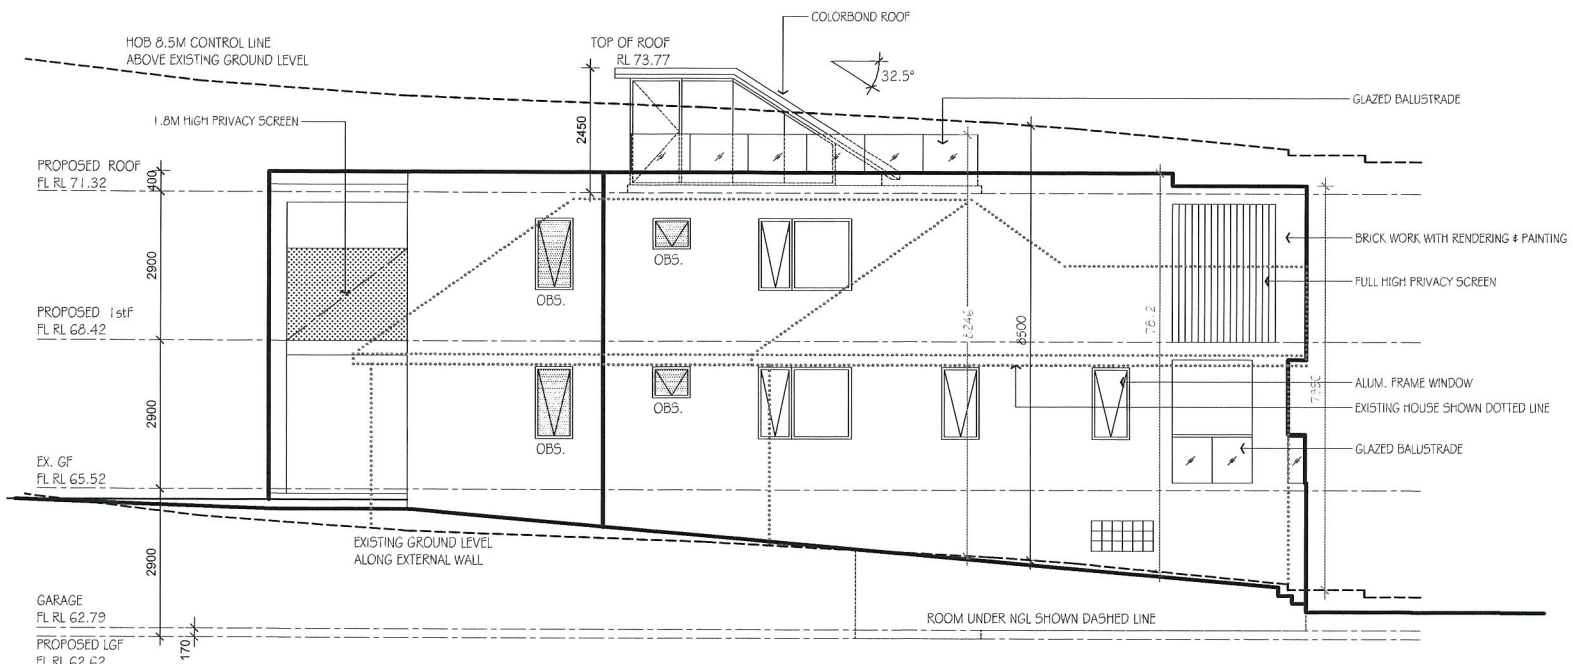 COLORBOND ROOF
HOB 8.5M CONTROL LINE
ABOVE EXISTING GROUND LEVEL
TOP OF ROOF
RL 73.77
32.5°
GLAZED BALUSTRADE
1.8M HIGH PRIVACY SCREEN
2450
PROPOSED ROOF
FL RL 71.32
400
BRICK WORK WITH RENDERING & PAINTING
2900
OBS.
FULL HIGH PRIVACY SCREEN
OBS.
PROPOSED 1stF
FL RL 68.42
8246
8500
78.2
ALUM. FRAME WINDOW
EXISTING HOUSE SHOWN DOTTED LINE
2900
OBS.
OBS.
GLAZED BALUSTRADE
EX. GF
FL RL 65.52
EXISTING GROUND LEVEL
ALONG EXTERNAL WALL
2900
GARAGE
FL RL 62.79
ROOM UNDER NGL SHOWN DASHED LINE
PROPOSED LGF
FL RL 62.62
170